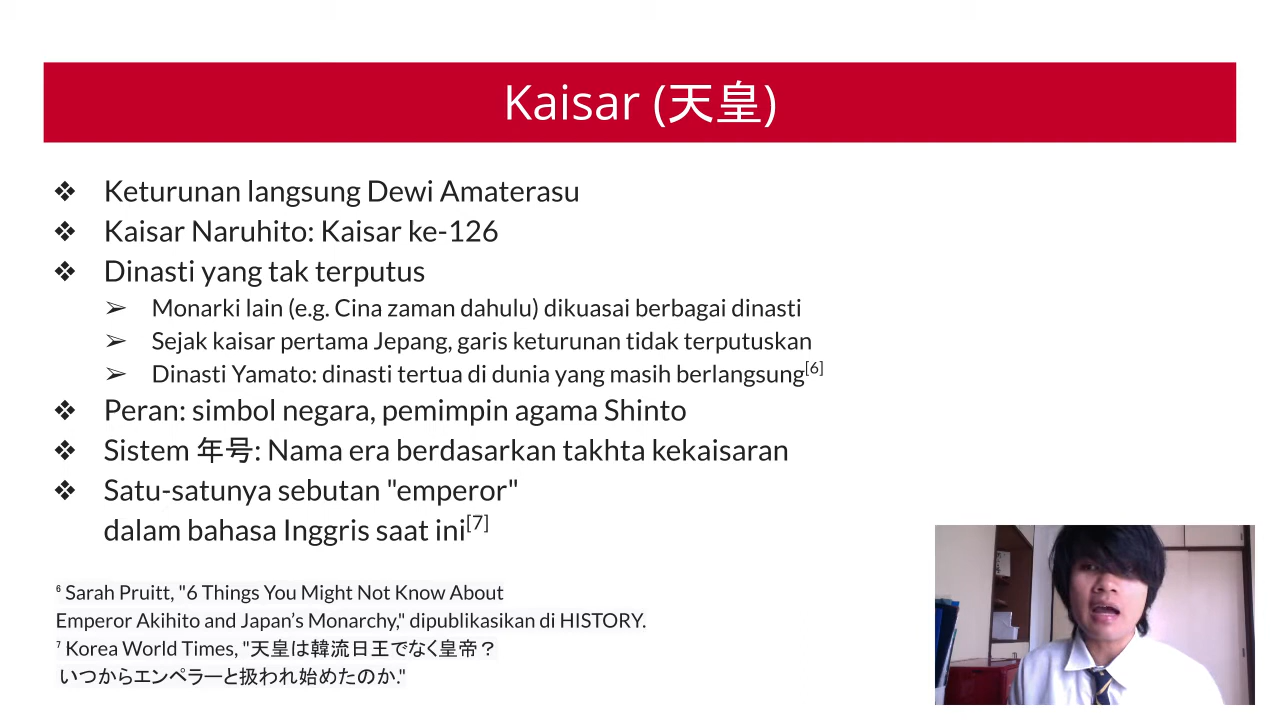 Kaisar (天皇)
❖ Keturunan langsung Dewi Amaterasu
❖ Kaisar Naruhito: Kaisar ke-126
❖ Dinasti yang tak terputus
➢ Monarki lain (e.g. Cina zaman dahulu) dikuasai berbagai dinasti
➢ Sejak kaisar pertama Jepang, garis keturunan tidak terputuskan
➢ Dinasti Yamato: dinasti tertua di dunia yang masih berlangsung[6]
❖ Peran: simbol negara, pemimpin agama Shinto
❖ Sistem 年号: Nama era berdasarkan takhta kekaisaran
❖ Satu-satunya sebutan "emperor"
dalam bahasa Inggris saat ini[7]
⁶ Sarah Pruitt, "6 Things You Might Not Know About
Emperor Akihito and Japan’s Monarchy," dipublikasikan di HISTORY.
⁷ Korea World Times, "天皇は韓流日王でなく皇帝？
いつからエンペラーと扱われ始めたのか."